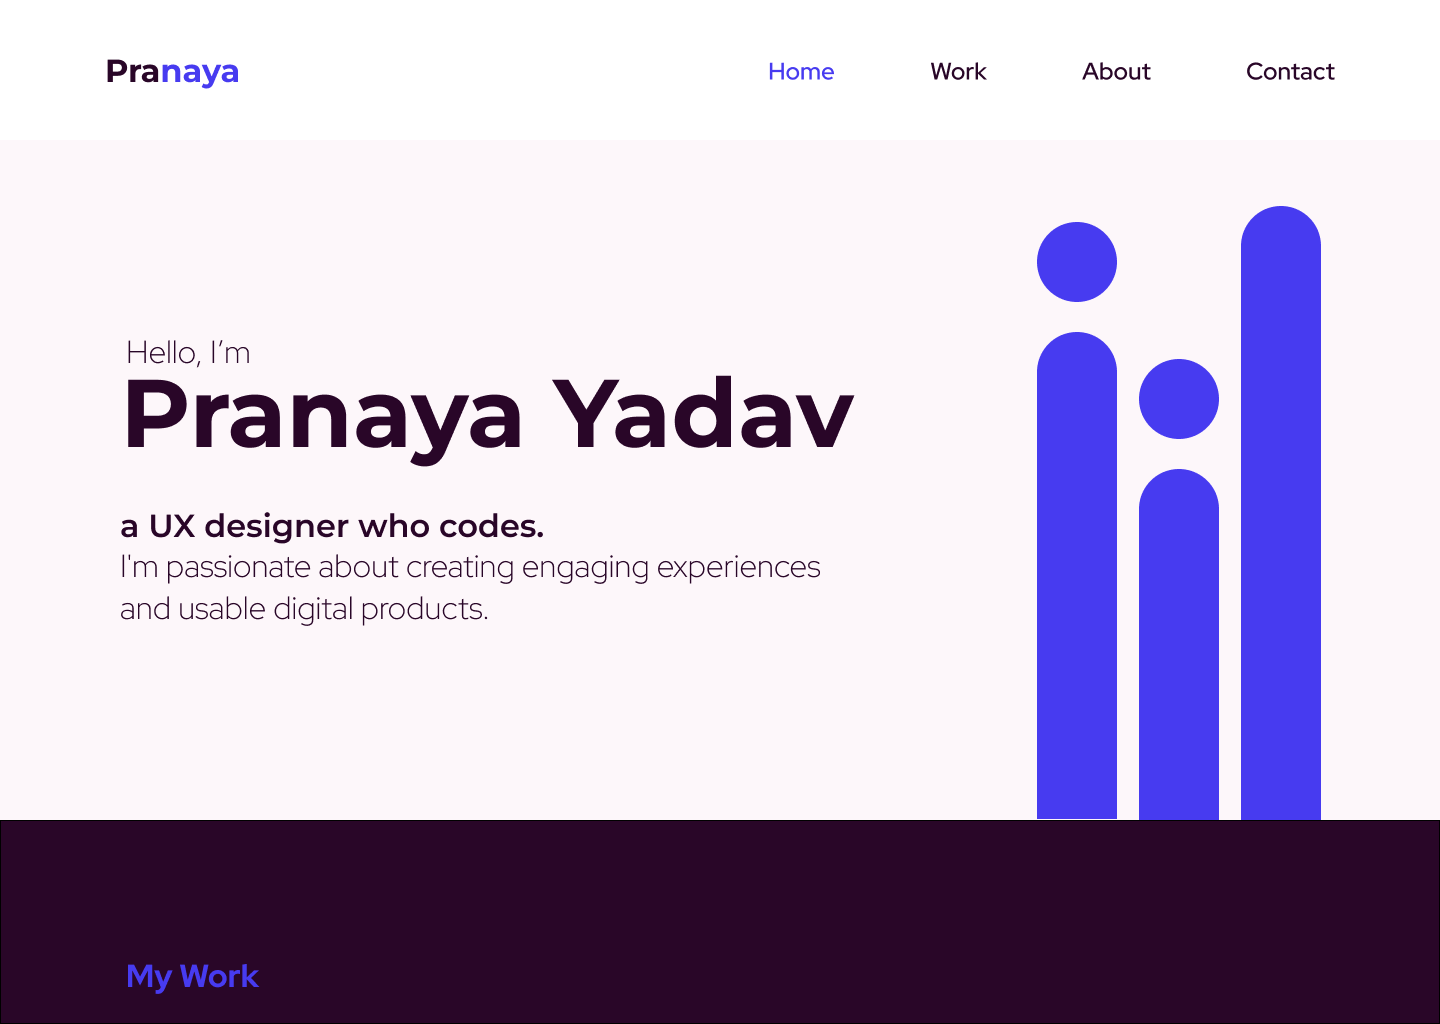 Pranaya
Home Work About Contact
Hello, I’m
Pranaya Yadav
a UX designer who codes.
I'm passionate about creating engaging experiences
and usable digital products.
My Work